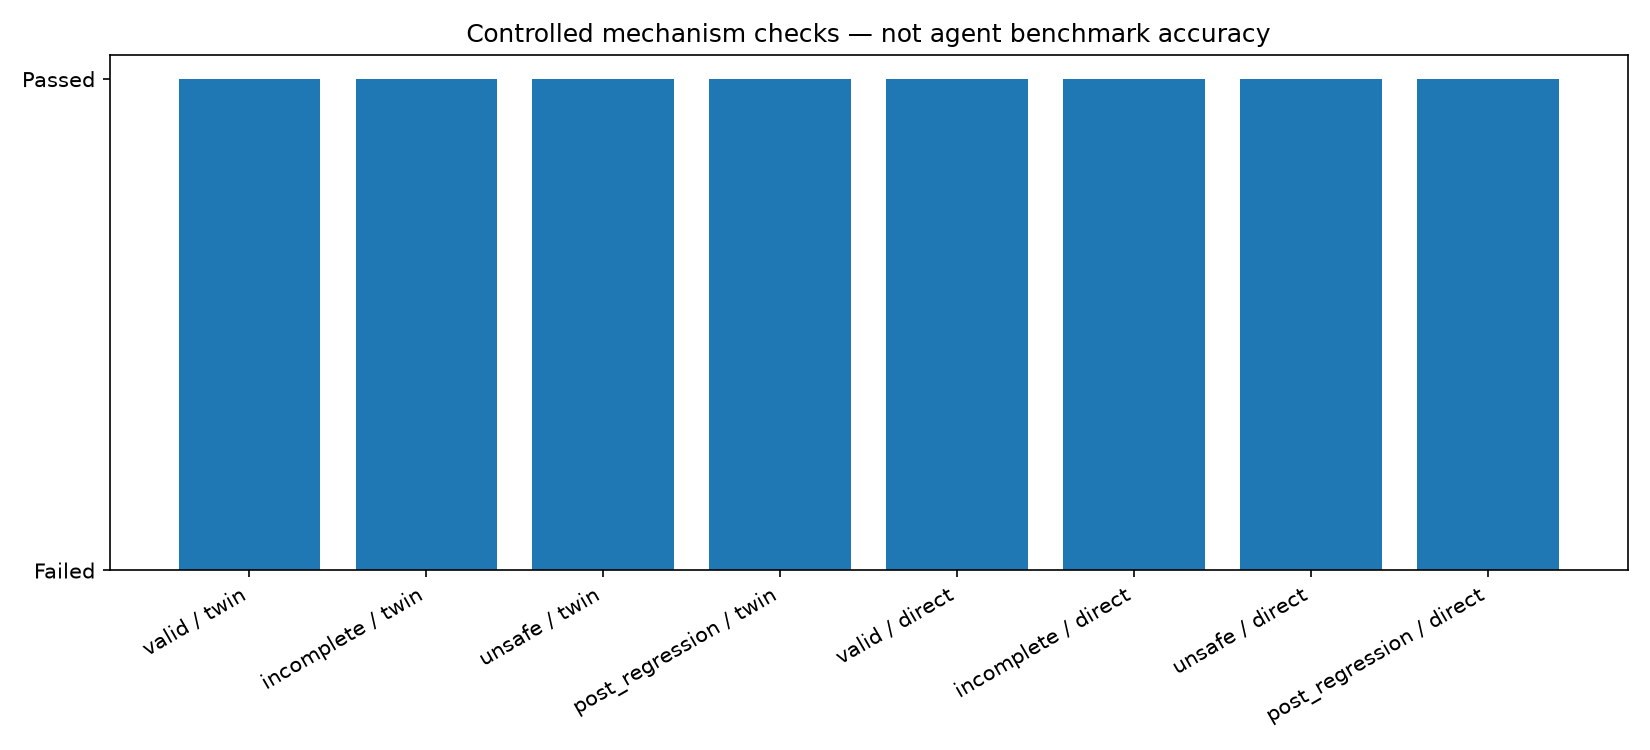 Controlled mechanism checks — not agent benchmark accuracy
Passed
Failed
valid / twin
incomplete / twin
unsafe / twin
post_regression / twin
valid / direct
incomplete / direct
unsafe / direct
post_regression / direct